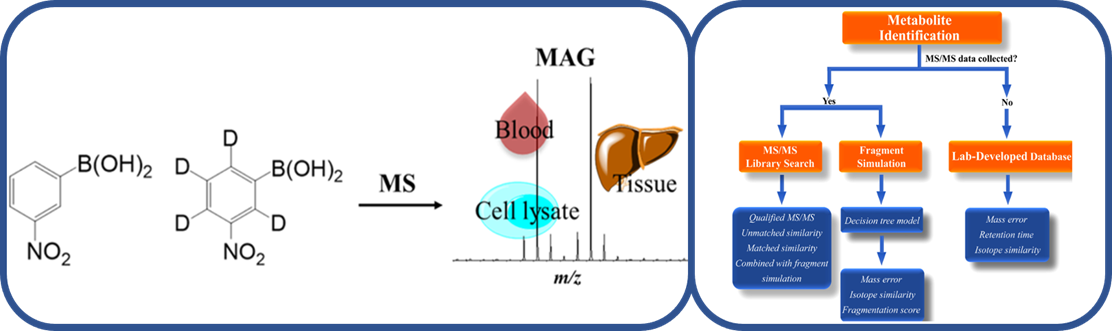 B(OH)₂
NO₂
D
D
B(OH)₂
D
D
NO₂
MS
MAG
Blood
Tissue
Cell lysate
m/z
Metabolite
Identification
MS/MS data collected?
Yes
No
MS/MS
Library Search
Fragment
Simulation
Lab-Developed Database
Qualified MS/MS
Unmatched similarity
Matched similarity
Combined with fragment
simulation
Decision tree model
Mass error
Isotope similarity
Fragmentation score
Mass error
Retention time
Isotope similarity